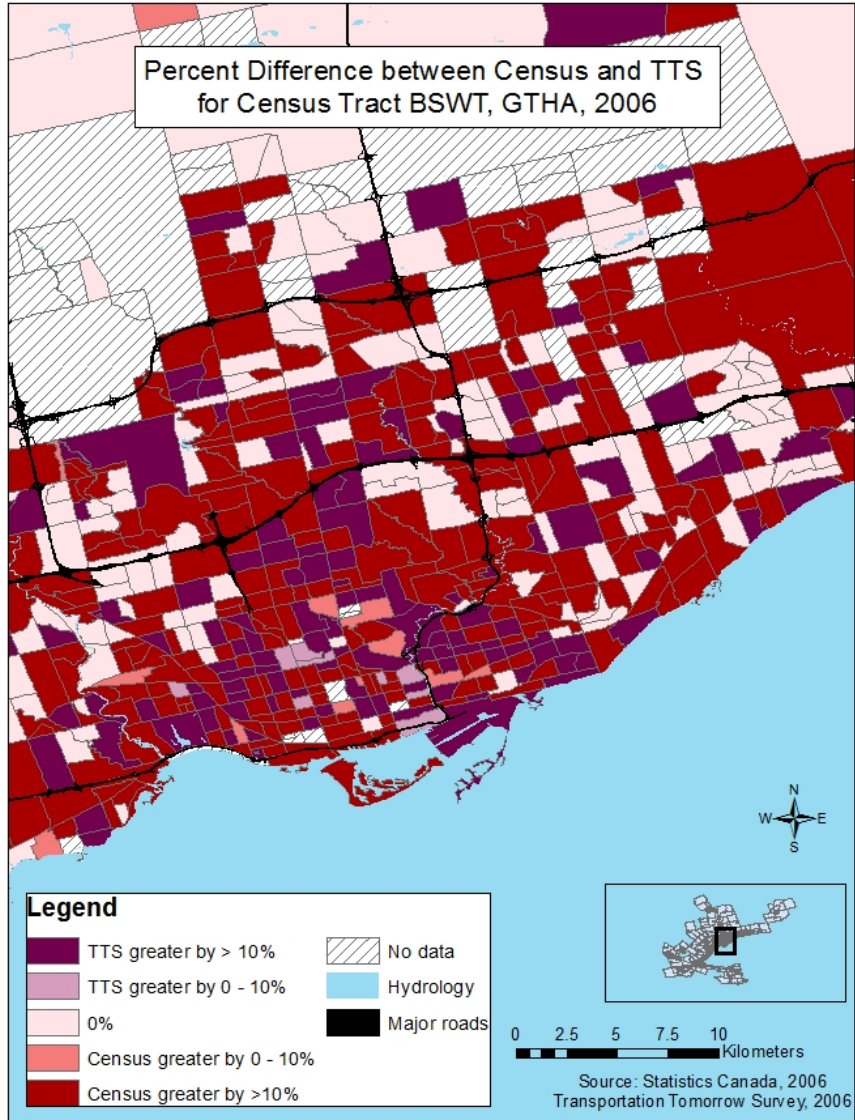 Percent Difference between Census and TTS
for Census Tract BSWT, GTHA, 2006
N
W E
S
Legend
TTS greater by > 10%
TTS greater by 0 - 10%
0%
Census greater by 0 - 10%
Census greater by >10%
No data
Hydrology
Major roads
0 2.5 5 7.5 10
Kilometers
Source: Statistics Canada, 2006
Transportation Tomorrow Survey, 2006